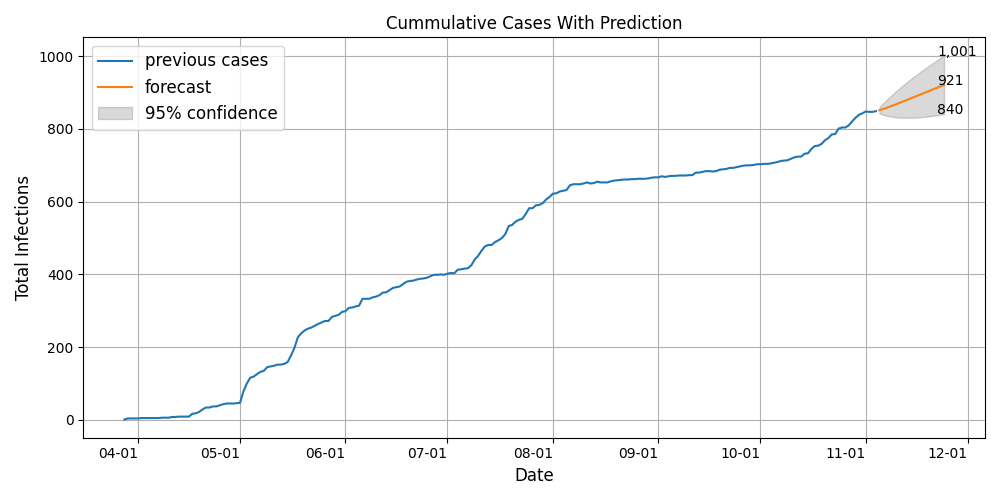 Cummulative Cases With Prediction
previous cases
forecast
95% confidence
1,001
921
840
Total Infections
1000
800
600
400
200
0
04-01 05-01 06-01 07-01 08-01 09-01 10-01 11-01 12-01
Date